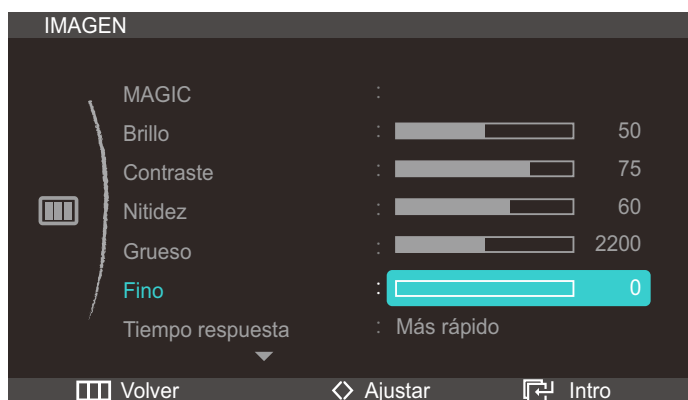 IMAGEN
MAGIC :
Brillo : 50
Contraste : 75
Nitidez : 60
Grueso : 2200
Fino : 0
Tiempo respuesta : Más rápido
Volver Ajustar Intro